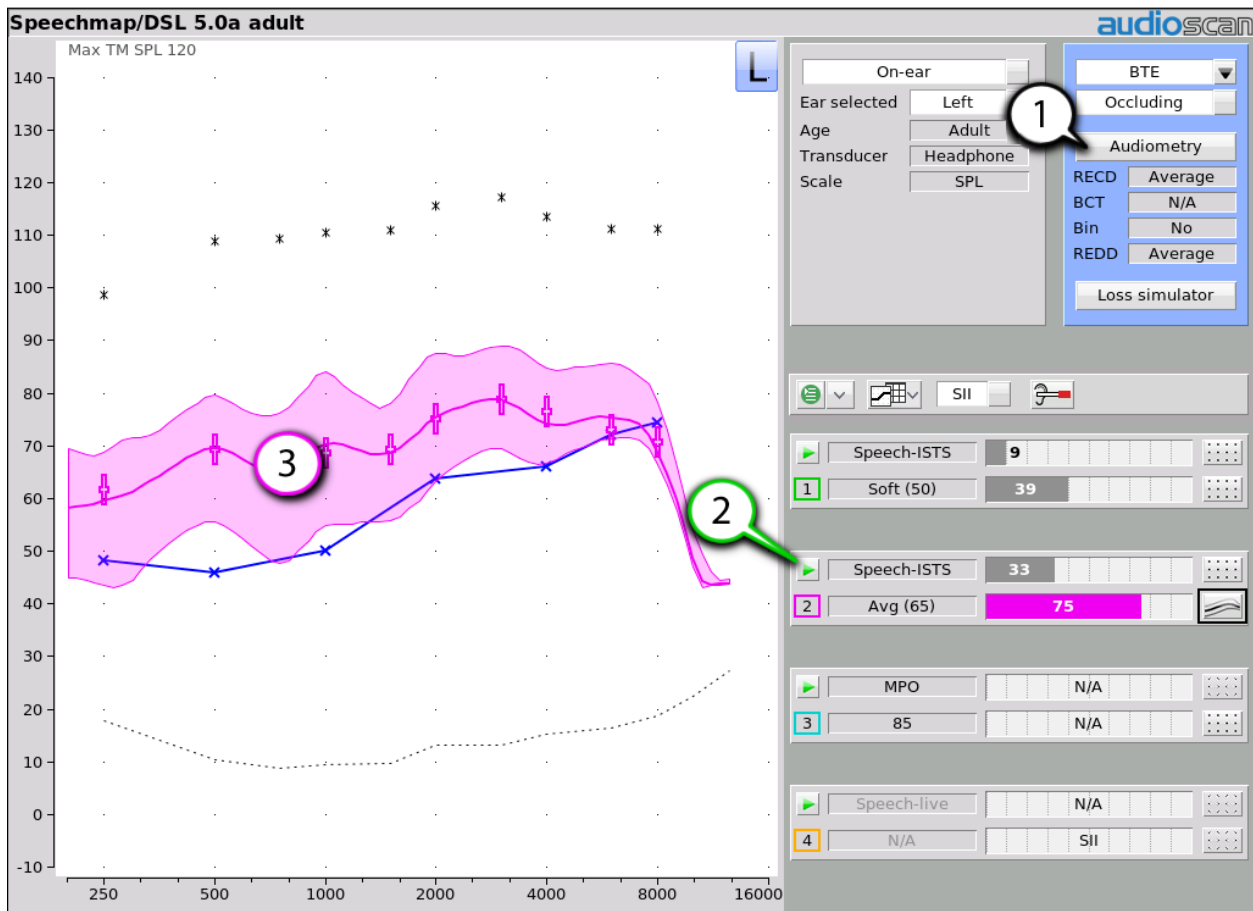 Speechmap/DSL 5.0a adult
audioscan
Max TM SPL 120
L
140
130
120
110
100
90
80
70
60
50
40
30
20
10
0
-10
250 500 1000 2000 4000 8000 16000
3
On-ear
Ear selected Left
Age Adult
Transducer Headphone
Scale SPL
1
BTE
Occluding
Audiometry
RECD Average
BCT N/A
Bin No
REDD Average
Loss simulator
SII
Speech-ISTS 9
1 Soft (50) 39
2
Speech-ISTS 33
2 Avg (65) 75
MPO N/A
3 85 N/A
Speech-live N/A
4 N/A SII